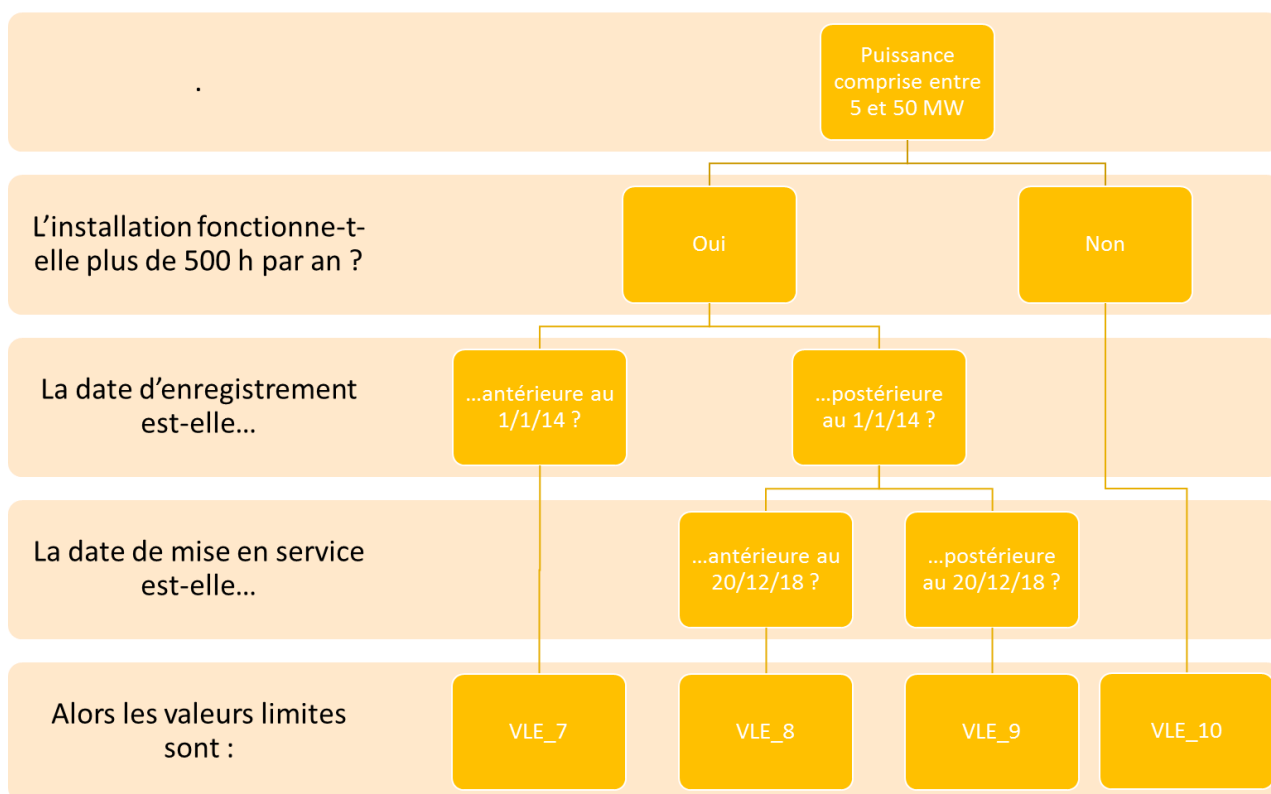 .
Puissance
comprise entre
5 et 50 MW
L'installation fonctionne-t-
elle plus de 500 h par an ?
Oui
Non
La date d'enregistrement
est-elle...
...antérieure au
1/1/14 ?
...postérieure
au 1/1/14 ?
La date de mise en service
est-elle...
...antérieure au
20/12/18 ?
...postérieure
au 20/12/18 ?
Alors les valeurs limites
sont :
VLE_7
VLE_8
VLE_9
VLE_10